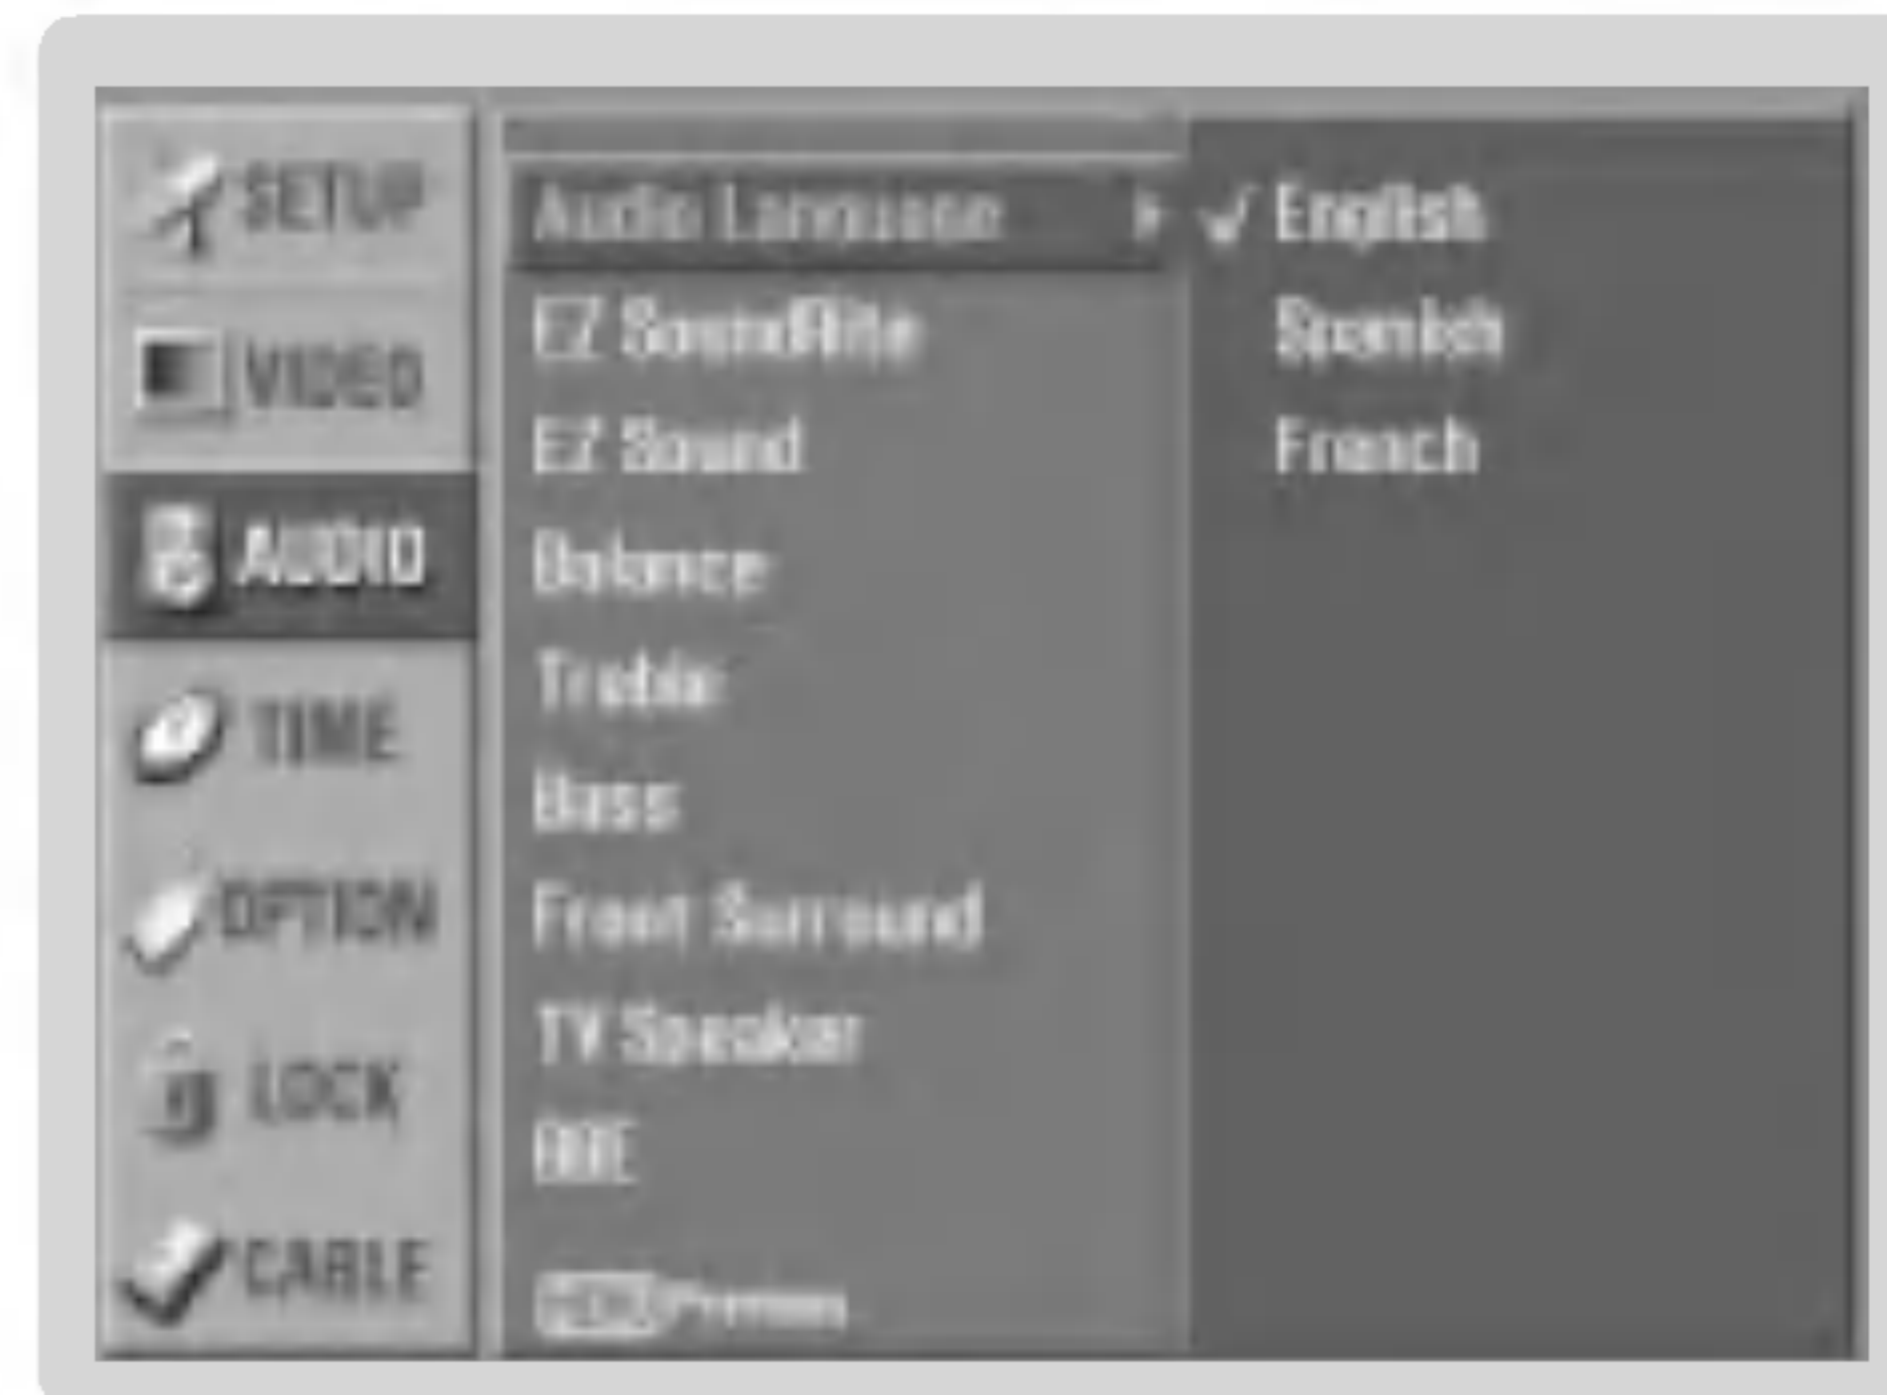 SETUP
VIDEO
AUDIO
TIME
OPTION
LOCK
CABLE
Audio Language
EZ SoundRite
EZ Sound
Balance
Treble
Bass
Front Surround
TV Speaker
BBE
Previous
English
Spanish
French